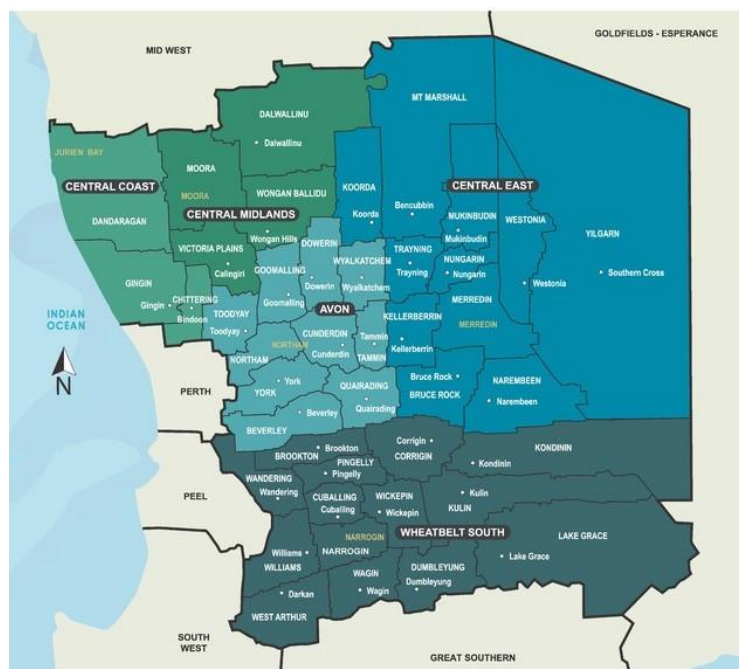 GOLDFIELDS - ESPERANCE
MID WEST
MT MARSHALL
DALWALLINU
Dalwallinu
JURIEN BAY
MOORA
MOORA
CENTRAL COAST
CENTRAL MIDLANDS
CENTRAL EAST
WONGAN BALLIDU
Wongan Hills
KOORDA
Koorda
Bencubbin
MUKINBUDIN
Mukinbudin
WESTONIA
Westonia
YILGARN
Southern Cross
DANDARAGAN
VICTORIA PLAINS
Calingiri
DOWERIN
Dowerin
GOOMALLING
Goomalling
WYALKATCHEM
Wyalkatchem
TRAYNING
Trayning
NUNGARIN
Nungarin
GINGIN
Gingin
CHITTERING
Bindoon
TOODYAY
Toodyay
AVON
MERREDIN
MERREDIN
KELLERBERRIN
Kellerberrin
INDIAN
OCEAN
N
NORTHAM
NORTHAM
CUNDERDIN
Cunderdin
Tammin
TAMMIN
York
YORK
QUAIRADING
Quairading
Bruce Rock
BRUCE ROCK
NAREMBEEN
Narembeen
PERTH
Beverley
BEVERLEY
Brookton
BROOKTON
Corrigin
CORRIGIN
KONDININ
Kondinin
PINGELLY
Pingelly
WANDERING
Wandering
PEEL
CUBALLING
Cuballing
WICKEPIN
Wickepin
Kulin
KULIN
WHEATBELT SOUTH
NARROGIN
NARROGIN
Williams
WILLIAMS
LAKE GRACE
Lake Grace
WAGIN
Wagin
DUMBLEYUNG
Dumbleyung
Darkan
WEST ARTHUR
SOUTH
WEST
GREAT SOUTHERN